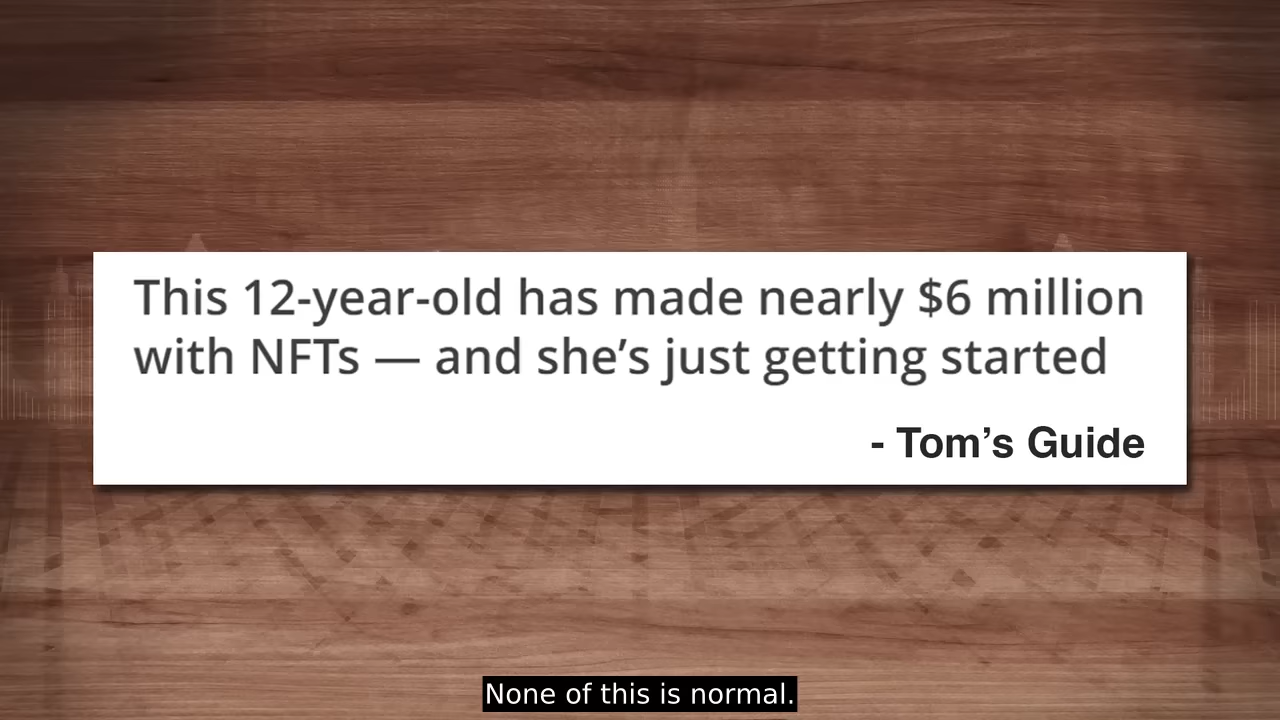 This 12-year-old has made nearly $6 million
with NFTs — and she’s just getting started
- Tom’s Guide
None of this is normal.